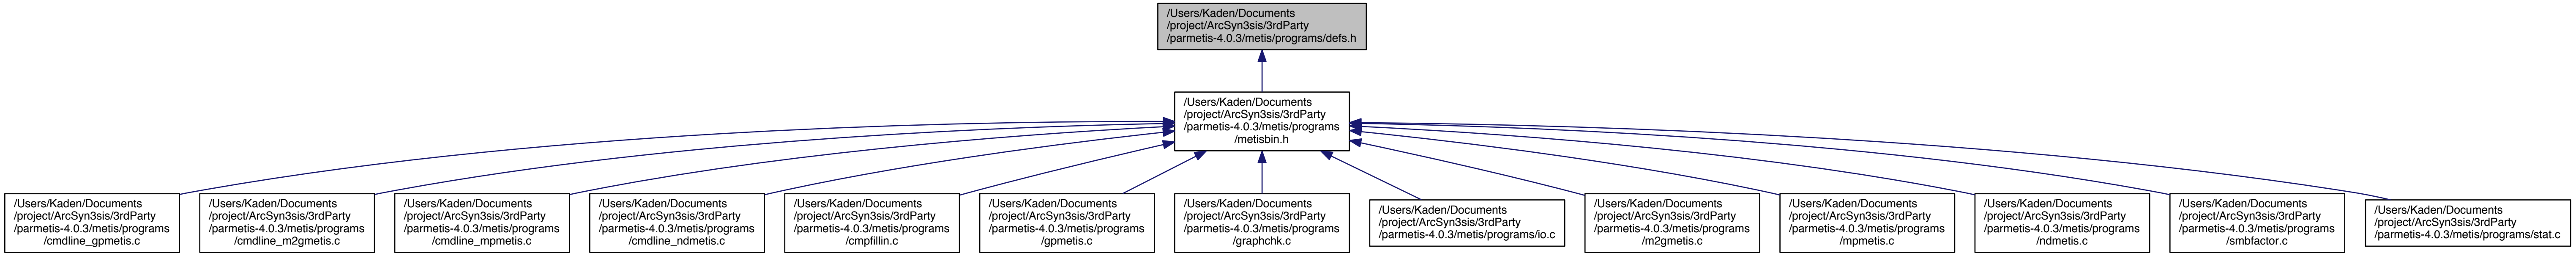 /Users/Kaden/Documents
/project/ArcSyn3sis/3rdParty
/parmetis-4.0.3/metis/programs/defs.h
/Users/Kaden/Documents
/project/ArcSyn3sis/3rdParty
/parmetis-4.0.3/metis/programs
/metisbin.h
/Users/Kaden/Documents
/project/ArcSyn3sis/3rdParty
/parmetis-4.0.3/metis/programs
/cmdline_gpmetis.c
/Users/Kaden/Documents
/project/ArcSyn3sis/3rdParty
/parmetis-4.0.3/metis/programs
/cmdline_m2gmetis.c
/Users/Kaden/Documents
/project/ArcSyn3sis/3rdParty
/parmetis-4.0.3/metis/programs
/cmdline_mpmetis.c
/Users/Kaden/Documents
/project/ArcSyn3sis/3rdParty
/parmetis-4.0.3/metis/programs
/cmdline_ndmetis.c
/Users/Kaden/Documents
/project/ArcSyn3sis/3rdParty
/parmetis-4.0.3/metis/programs
/cmpfillin.c
/Users/Kaden/Documents
/project/ArcSyn3sis/3rdParty
/parmetis-4.0.3/metis/programs
/gpmetis.c
/Users/Kaden/Documents
/project/ArcSyn3sis/3rdParty
/parmetis-4.0.3/metis/programs
/graphchk.c
/Users/Kaden/Documents
/project/ArcSyn3sis/3rdParty
/parmetis-4.0.3/metis/programs/io.c
/Users/Kaden/Documents
/project/ArcSyn3sis/3rdParty
/parmetis-4.0.3/metis/programs
/m2gmetis.c
/Users/Kaden/Documents
/project/ArcSyn3sis/3rdParty
/parmetis-4.0.3/metis/programs
/mpmetis.c
/Users/Kaden/Documents
/project/ArcSyn3sis/3rdParty
/parmetis-4.0.3/metis/programs
/ndmetis.c
/Users/Kaden/Documents
/project/ArcSyn3sis/3rdParty
/parmetis-4.0.3/metis/programs
/smbfactor.c
/Users/Kaden/Documents
/project/ArcSyn3sis/3rdParty
/parmetis-4.0.3/metis/programs/stat.c